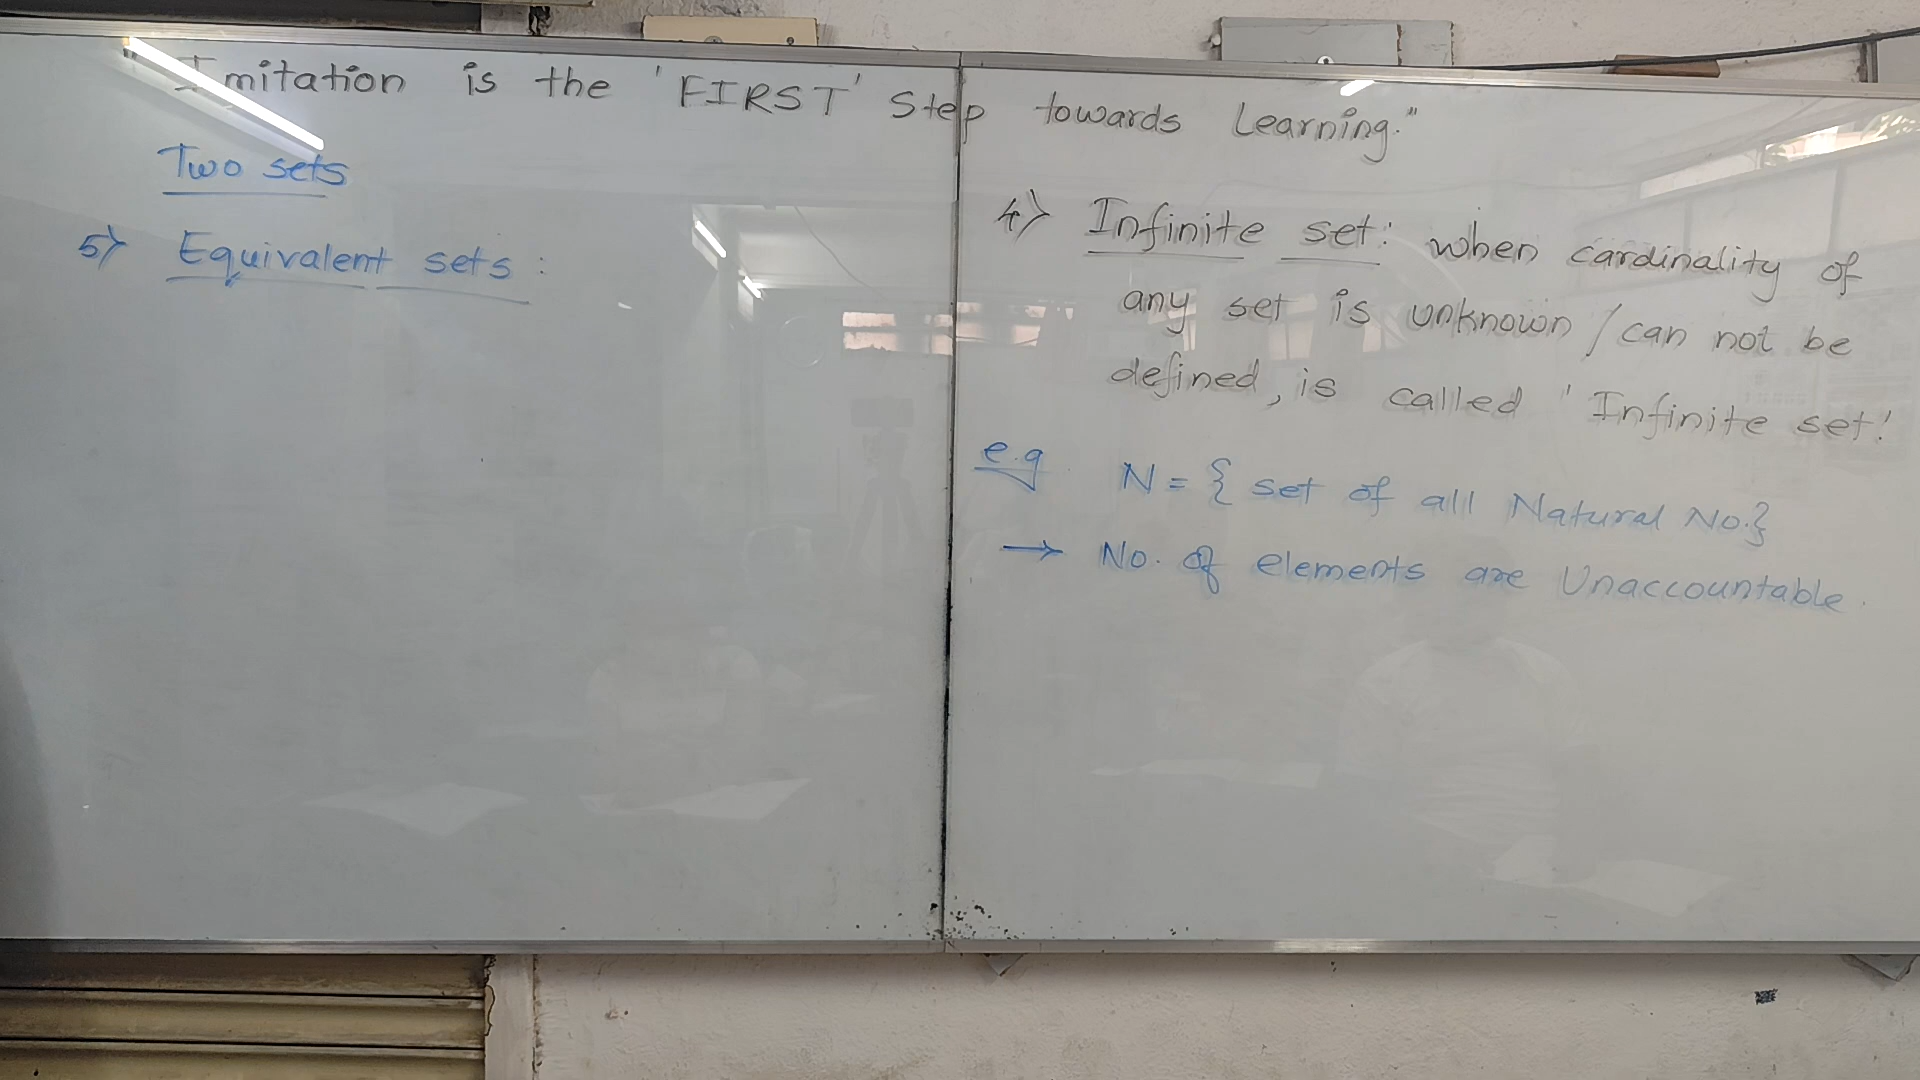 "Imitation is the 'FIRST' Step towards Learning."
Two sets
5) Equivalent sets :
4) Infinite set: when cardinality of
any set is unknown / can not be
defined, is called 'Infinite set'.
e.g N = { set of all Natural No.}
→ No. of elements are Unaccountable.